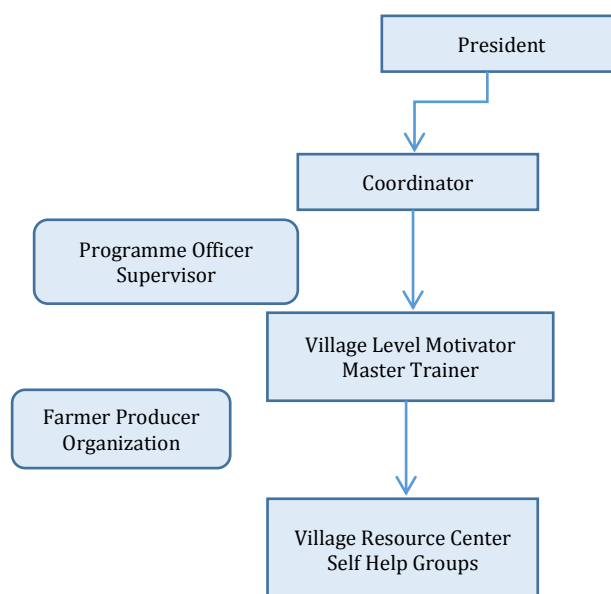 President
Coordinator
Programme Officer
Supervisor
Village Level Motivator
Master Trainer
Farmer Producer
Organization
Village Resource Center
Self Help Groups